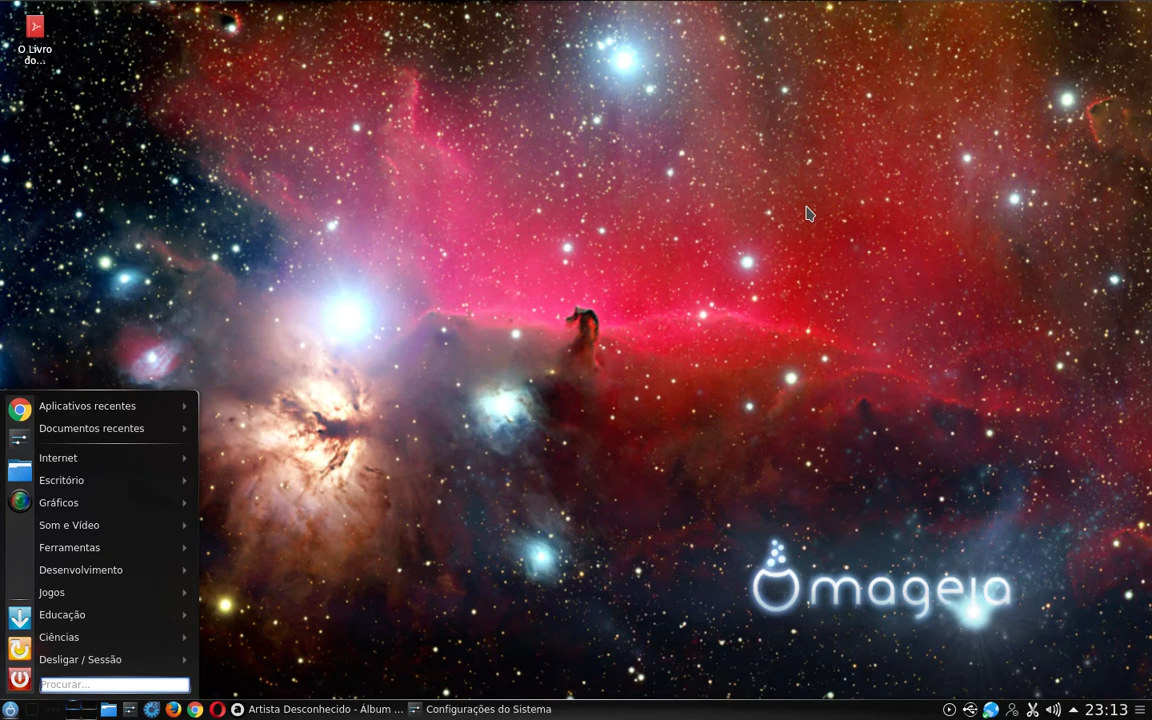 O Livro
do...
Aplicativos recentes
Documentos recentes
Internet
Escritório
Gráficos
Som e Vídeo
Ferramentas
Desenvolvimento
Jogos
Educação
Ciências
Desligar / Sessão
Procurar...
mageia
Artista Desconhecido - Álbum ...
Configurações do Sistema
23:13